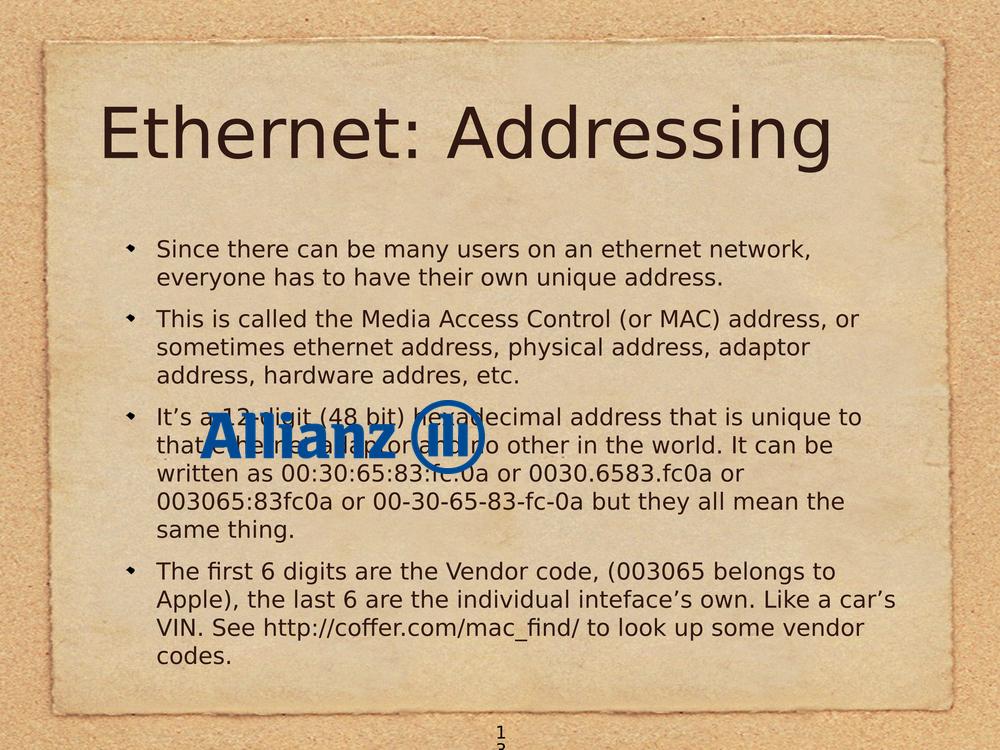 Ethernet: Addressing
Since there can be many users on an ethernet network,
everyone has to have their own unique address.
This is called the Media Access Control (or MAC) address, or
sometimes ethernet address, physical address, adaptor
address, hardware addres, etc.
It’s a 12-digit (48 bit) hexadecimal address that is unique to
that ethernet adaptor and no other in the world. It can be
Allianz
written as 00:30:65:83:fc:0a or 0030.6583.fc0a or
003065:83fc0a or 00-30-65-83-fc-0a but they all mean the
same thing.
The first 6 digits are the Vendor code, (003065 belongs to
Apple), the last 6 are the individual inteface’s own. Like a car’s
VIN. See http://coffer.com/mac_find/ to look up some vendor
codes.
1
3